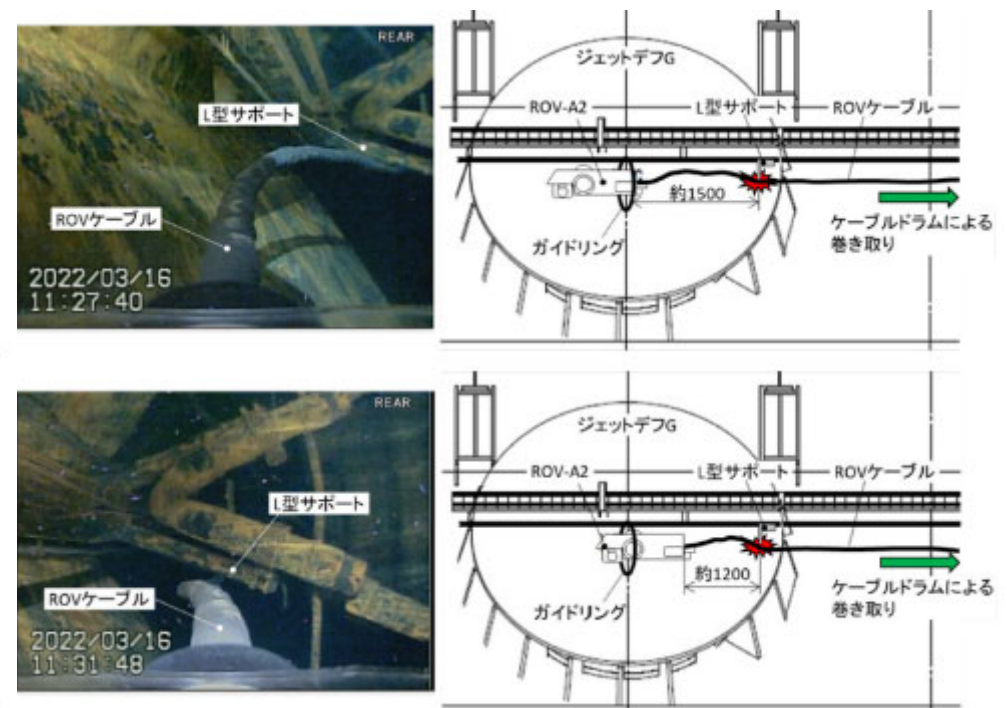 REAR
L型サポート
ROVケーブル
2022/03/16
11:27:40
ジェットデフG
ROV-A2
L型サポート
ROVケーブル
約1500
ガイドリング
ケーブルドラムによる
巻き取り
REAR
L型サポート
ROVケーブル
2022/03/16
11:31:48
ジェットデフG
ROV-A2
L型サポート
ROVケーブル
約1200
ガイドリング
ケーブルドラムによる
巻き取り